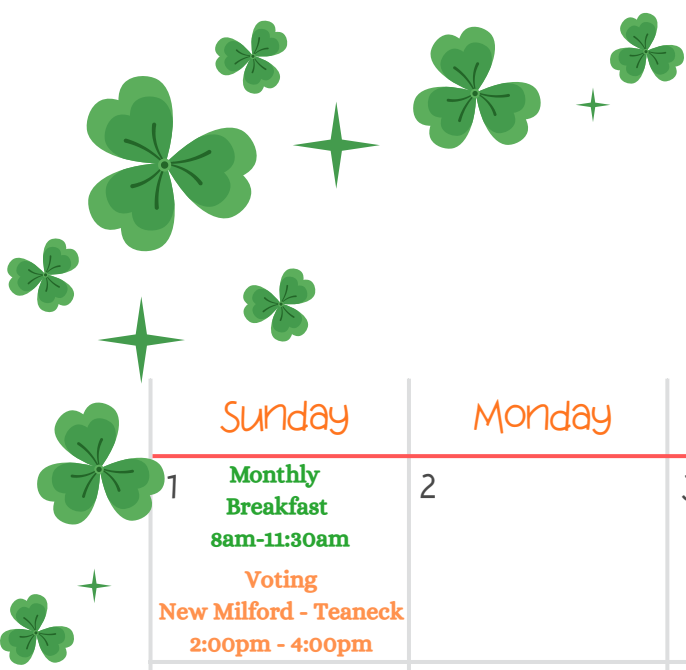 Sunday
Monday
1
Monthly
Breakfast
8am-11:30am
Voting
New Milford - Teaneck
2:00pm - 4:00pm
2